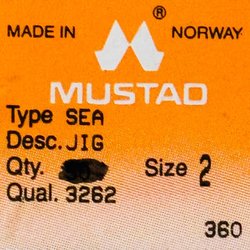 MADE IN ® NORWAY
MUSTAD
Type SEA
Desc. JIG
Qty. Size 2
Qual. 3262
360